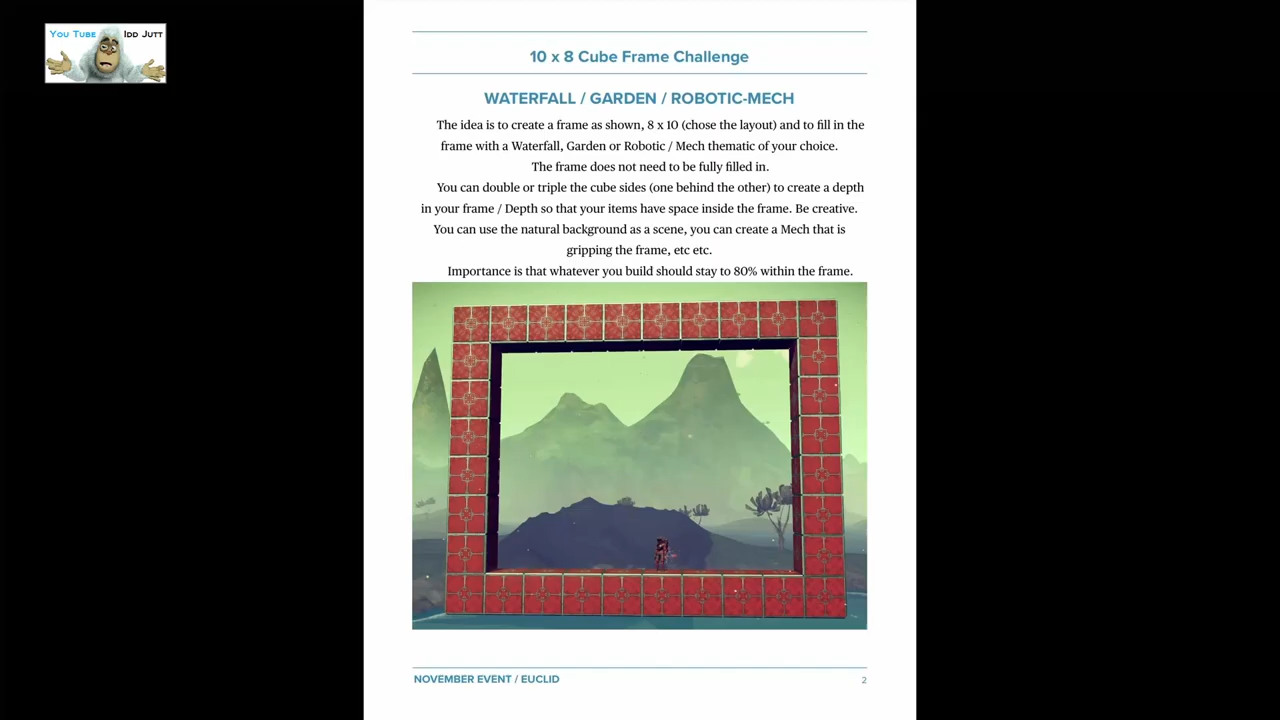 You Tube Idd Jutt
10 x 8 Cube Frame Challenge
WATERFALL / GARDEN / ROBOTIC-MECH
The idea is to create a frame as shown, 8 x 10 (chose the layout) and to fill in the
frame with a Waterfall, Garden or Robotic / Mech thematic of your choice.
The frame does not need to be fully filled in.
You can double or triple the cube sides (one behind the other) to create a depth
in your frame / Depth so that your items have space inside the frame. Be creative.
You can use the natural background as a scene, you can create a Mech that is
gripping the frame, etc etc.
Importance is that whatever you build should stay to 80% within the frame.
NOVEMBER EVENT / EUCLID 2